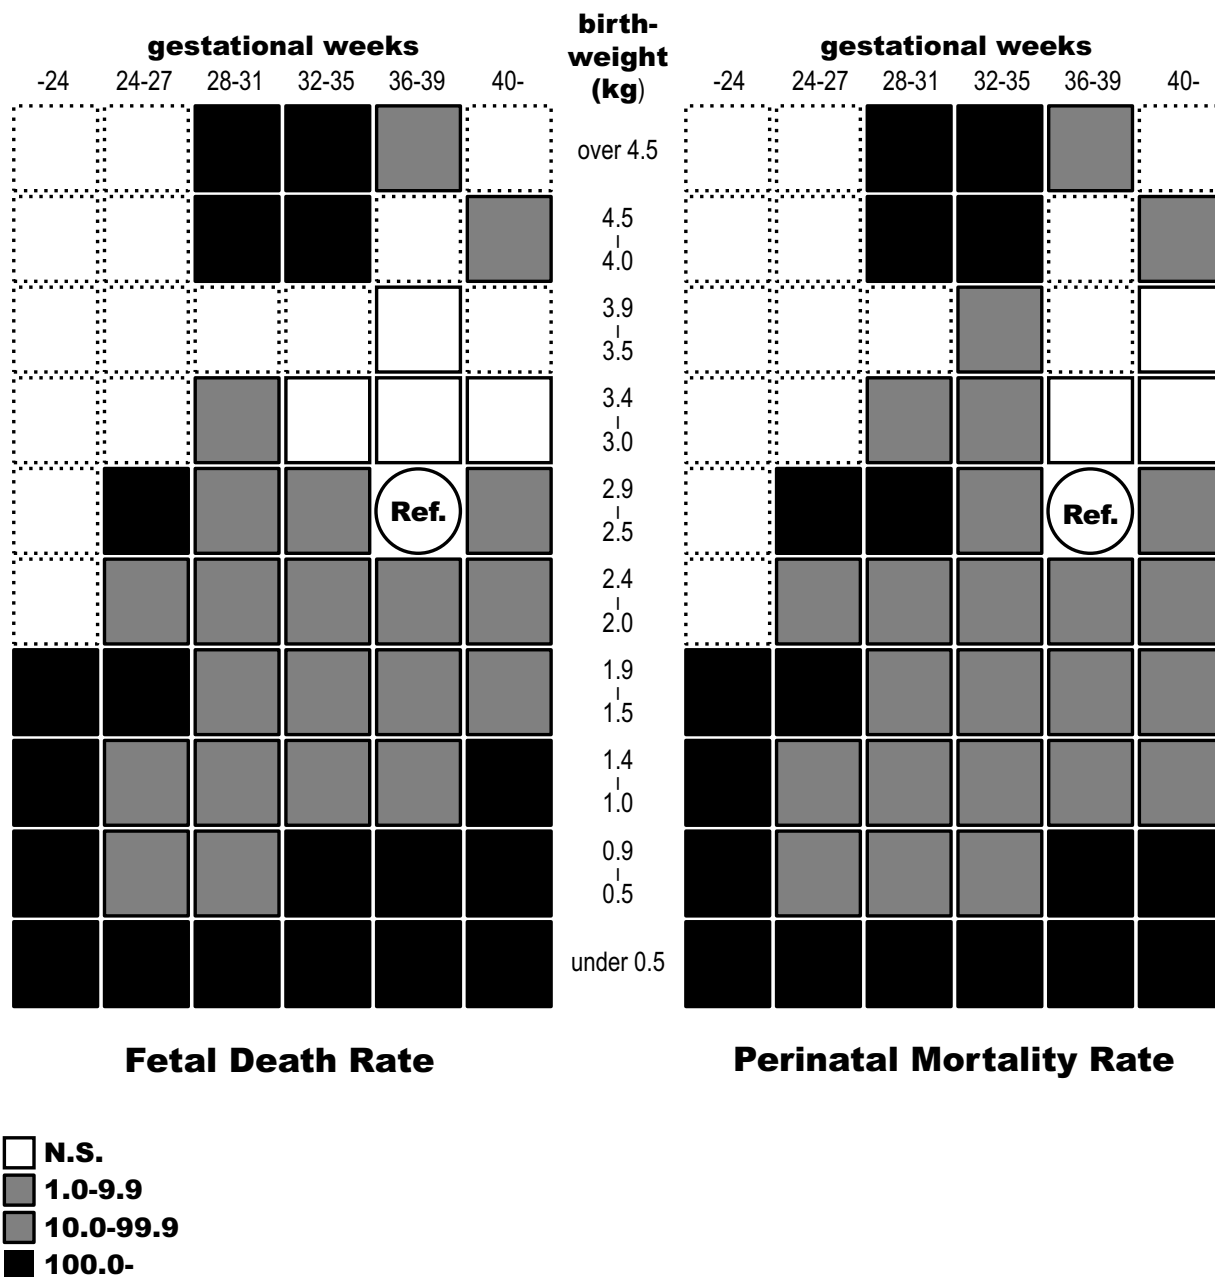 birth-
weight
(kg)
gestational weeks
-24 24-27 28-31 32-35 36-39 40-
gestational weeks
-24 24-27 28-31 32-35 36-39 40-
over 4.5
4.5
|
4.0
3.9
|
3.5
3.4
|
3.0
2.9
|
2.5
Ref.
Ref.
2.4
|
2.0
1.9
|
1.5
1.4
|
1.0
0.9
|
0.5
under 0.5
Fetal Death Rate
Perinatal Mortality Rate
N.S.
1.0-9.9
10.0-99.9
100.0-